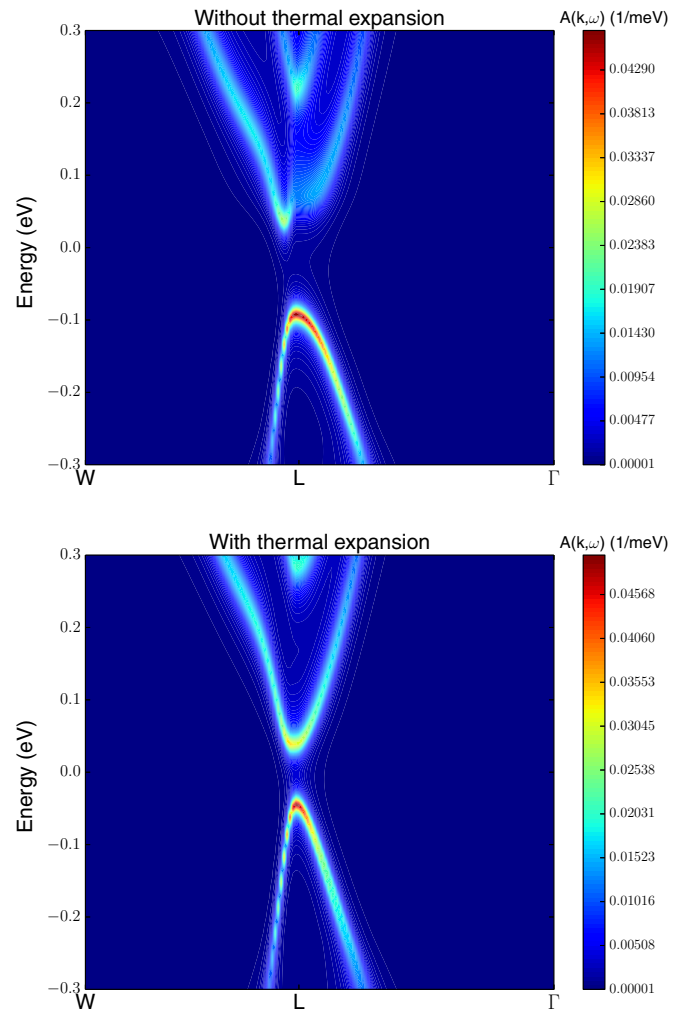 Without thermal expansion
A(k,ω) (1/meV)
0.3
0.2
0.1
0.0
−0.1
−0.2
−0.3
Energy (eV)
W
L
Γ
0.04290
0.03813
0.03337
0.02860
0.02383
0.01907
0.01430
0.00954
0.00477
0.00001
With thermal expansion
A(k,ω) (1/meV)
0.3
0.2
0.1
0.0
−0.1
−0.2
−0.3
Energy (eV)
W
L
Γ
0.04568
0.04060
0.03553
0.03045
0.02538
0.02031
0.01523
0.01016
0.00508
0.00001